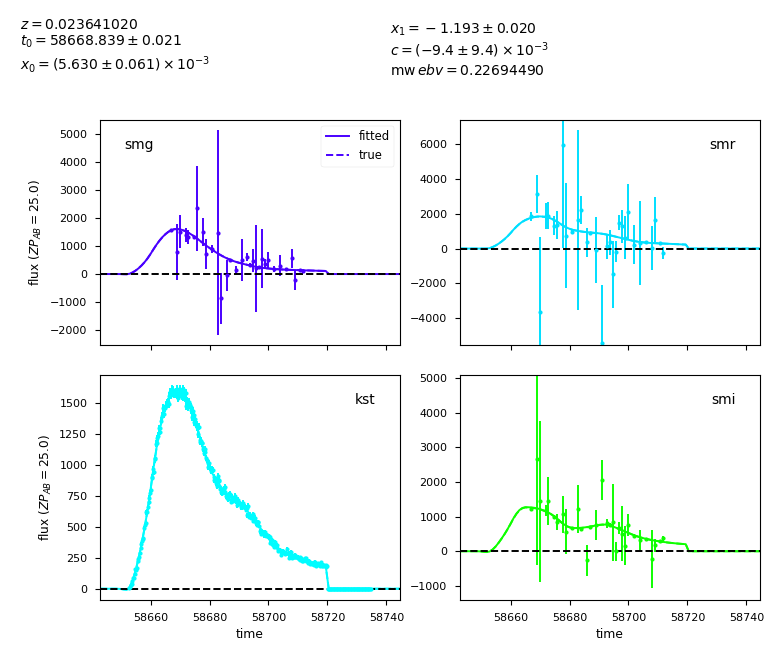 z = 0.023641020
t₀ = 58668.839 ± 0.021
x₀ = (5.630 ± 0.061) × 10⁻³
x₁ = − 1.193 ± 0.020
c = (−9.4 ± 9.4) × 10⁻³
mw ebv = 0.22694490
smg
fitted
true
5000
4000
3000
2000
1000
0
−1000
−2000
flux (ZP_AB = 25.0)
smr
6000
4000
2000
0
−2000
−4000
kst
1500
1250
1000
750
500
250
0
flux (ZP_AB = 25.0)
58660 58680 58700 58720 58740
time
smi
5000
4000
3000
2000
1000
0
−1000
58660 58680 58700 58720 58740
time